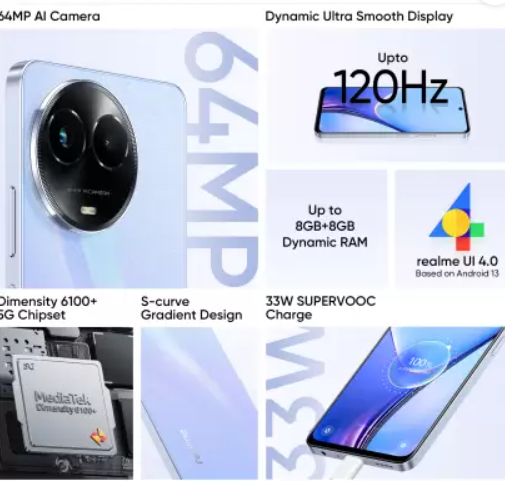 64MP AI Camera
64MP
Dynamic Ultra Smooth Display
Upto
120Hz
Up to
8GB+8GB
Dynamic RAM
realme UI 4.0
Based on Android 13
Dimensity 6100+
5G Chipset
5G
MediaTek
Dimensity 6100+
S-curve
Gradient Design
33W SUPERVOOC
Charge
33W
100%